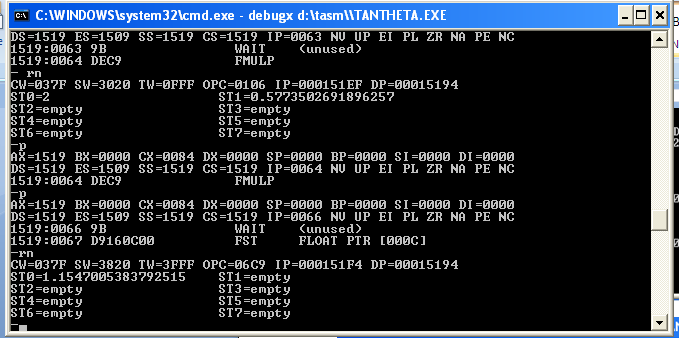 C:\WINDOWS\system32\cmd.exe - debugx d:\tasm\\TANTHETA.EXE
DS=1519 ES=1509 SS=1519 CS=1519 IP=0063 NV UP EI PL ZR NA PE NC
1519:0063 9B WAIT (unused)
1519:0064 DEC9 FMULP
- rn
CW=037F SW=3020 TW=0FFF OPC=0106 IP=000151EF DP=00015194
ST0=2 ST1=0.5773502691896257
ST2=empty ST3=empty
ST4=empty ST5=empty
ST6=empty ST7=empty
-p
AX=1519 BX=0000 CX=0084 DX=0000 SP=0000 BP=0000 SI=0000 DI=0000
DS=1519 ES=1509 SS=1519 CS=1519 IP=0064 NV UP EI PL ZR NA PE NC
1519:0064 DEC9 FMULP
-p
AX=1519 BX=0000 CX=0084 DX=0000 SP=0000 BP=0000 SI=0000 DI=0000
DS=1519 ES=1509 SS=1519 CS=1519 IP=0066 NV UP EI PL ZR NA PE NC
1519:0066 9B WAIT (unused)
1519:0067 D9160C00 FST FLOAT PTR [000C]
-rn
CW=037F SW=3820 TW=3FFF OPC=06C9 IP=000151F4 DP=00015194
ST0=1.1547005383792515 ST1=empty
ST2=empty ST3=empty
ST4=empty ST5=empty
ST6=empty ST7=empty
-